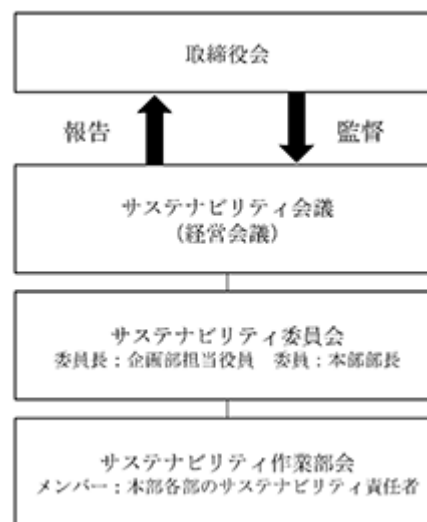 取締役会
報告 監督
サステナビリティ会議
(経営会議)
サステナビリティ委員会
委員長：企画部担当役員 委員：本部部長
サステナビリティ作業部会
メンバー：本部各部のサステナビリティ責任者